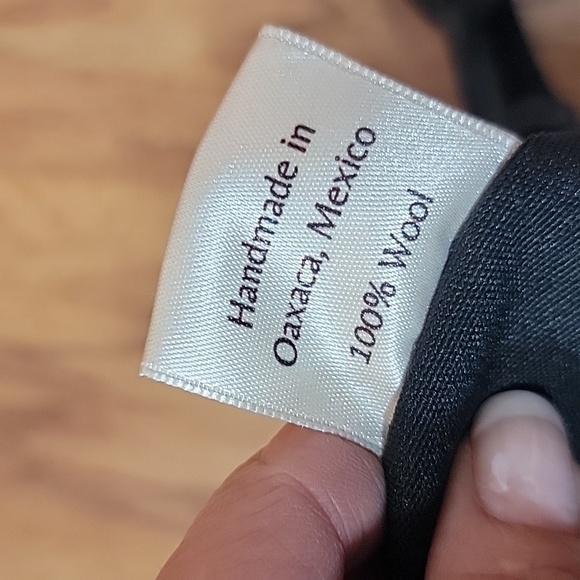 Handmade in
Oaxaca, Mexico
100% Wool